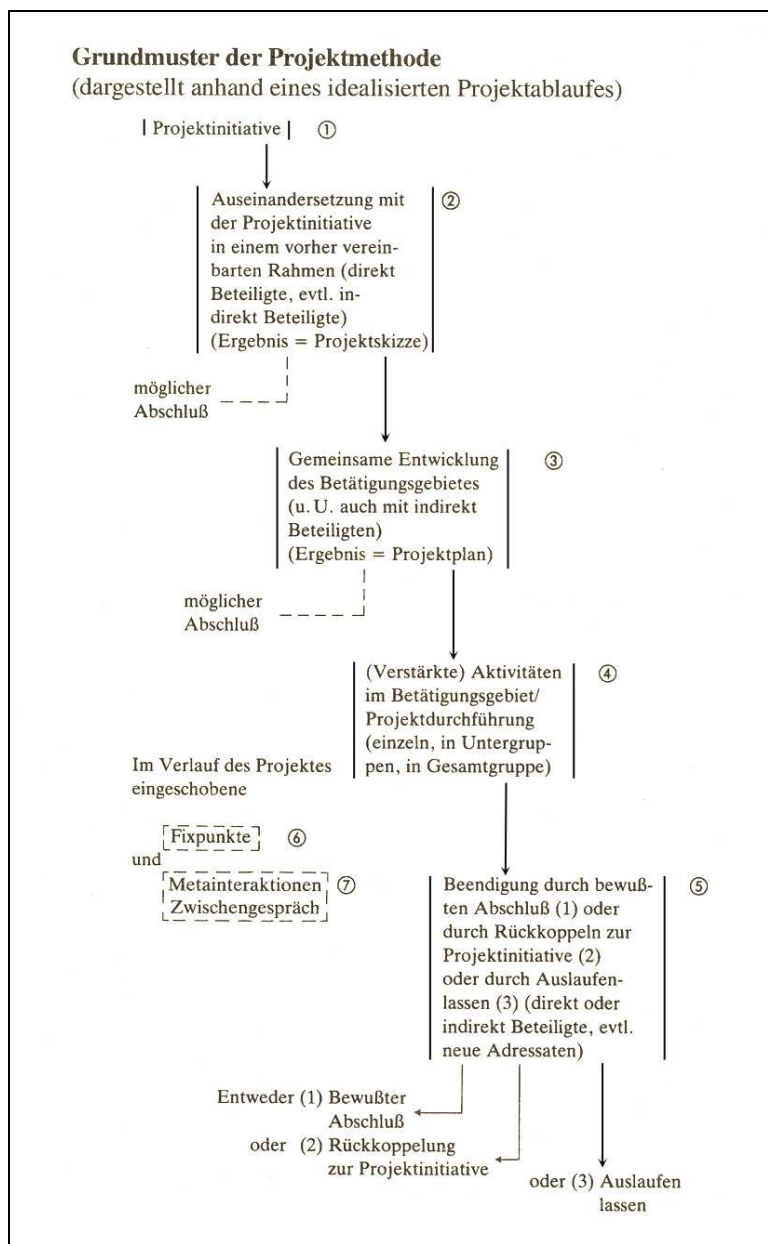 Grundmuster der Projektmethode
(dargestellt anhand eines idealisierten Projektablaufes)
Projektinitiative ①
Auseinandersetzung mit ②
der Projektinitiative
in einem vorher verein-
barten Rahmen (direkt
Beteiligte, evtl. in-
direkt Beteiligte)
(Ergebnis = Projektskizze)
möglicher
Abschluß
Gemeinsame Entwicklung ③
des Betätigungsgebietes
(u. U. auch mit indirekt
Beteiligten)
(Ergebnis = Projektplan)
möglicher
Abschluß
(Verstärkte) Aktivitäten ④
im Betätigungsgebiet/
Projektdurchführung
(einzeln, in Untergrup-
pen, in Gesamtgruppe)
Im Verlauf des Projektes
eingeschobene
Fixpunkte ⑥
und
Metainteraktionen ⑦
Zwischengespräch
Beendigung durch bewuß- ⑤
ten Abschluß (1) oder
durch Rückkoppeln zur
Projektinitiative (2)
oder durch Auslaufen-
lassen (3) (direkt oder
indirekt Beteiligte, evtl.
neue Adressaten)
Entweder (1) Bewußter
Abschluß
oder (2) Rückkoppelung
zur Projektinitiative
oder (3) Auslaufen
lassen